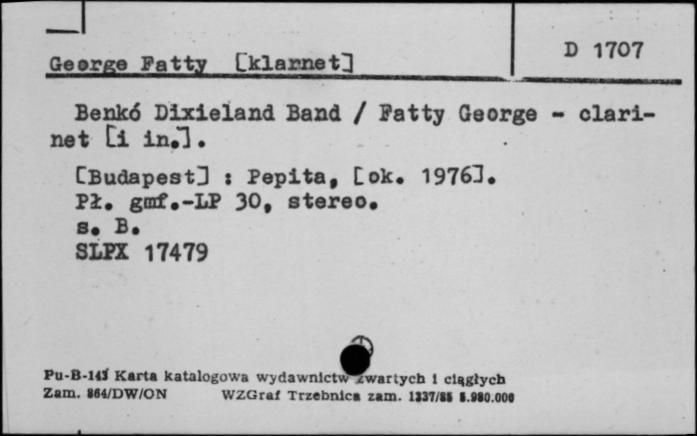 George Fatty [klarnet]
D 1707
Benkó Dixieland Band / Fatty George - clari-
net [i in.].
[Budapest] : Pepita, [ok. 1976].
Pł. gmf.-LP 30, stereo.
s. B.
SLPX 17479
Pu-B-143 Karta katalogowa wydawnictw zwartych i ciągłych
Zam. 864/DW/ON WZGraf Trzebnica zam. 1337/85 5.980.000